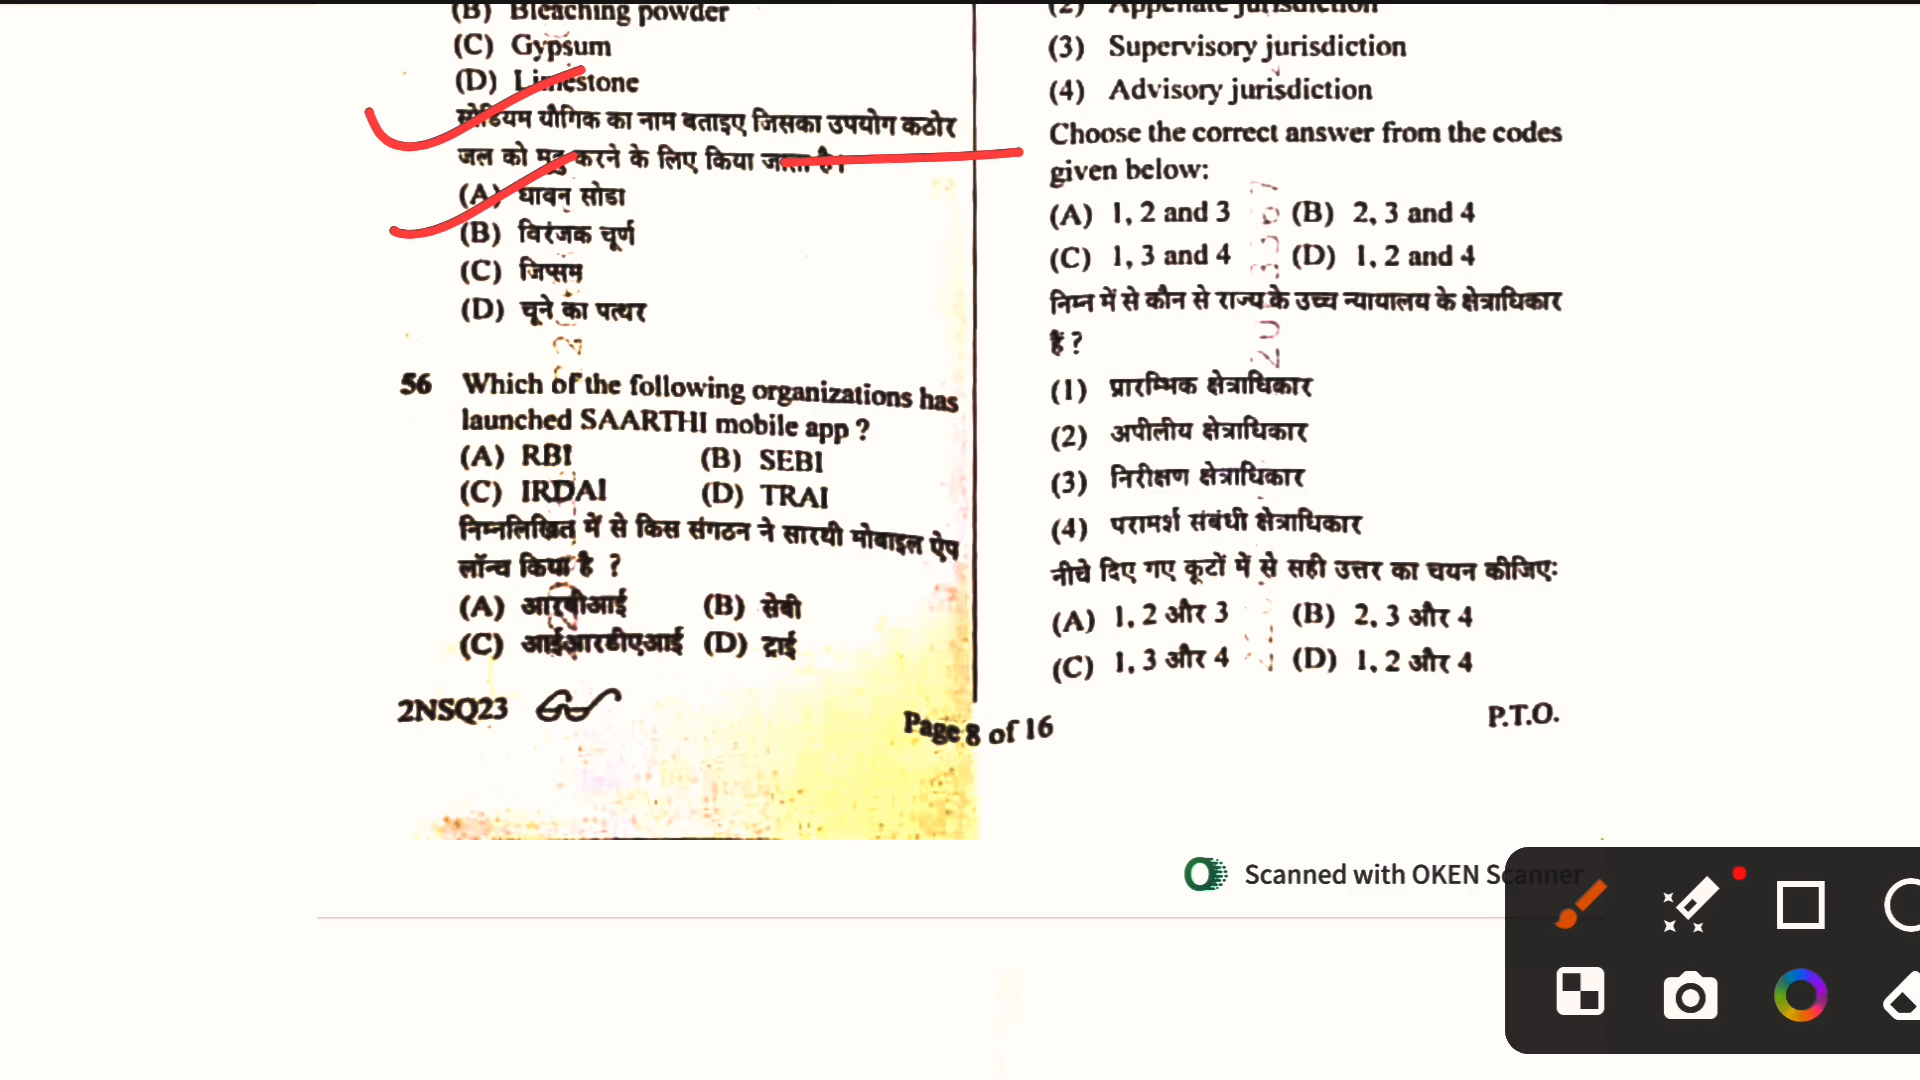 (B) Bleaching powder
(C) Gypsum
(D) Limestone
सोडियम यौगिक का नाम बताइए जिसका उपयोग कठोर
जल को मृदु करने के लिए किया जाता है।
(A) धावन सोडा
(B) विरंजक चूर्ण
(C) जिप्सम
(D) चूने का पत्थर
56 Which of the following organizations has
launched SAARTHI mobile app ?
(A) RBI (B) SEBI
(C) IRDAI (D) TRAI
निम्नलिखित में से किस संगठन ने सारथी मोबाइल ऐप
लॉन्च किया है ?
(A) आरबीआई (B) सेबी
(C) आईआरडीएआई (D) ट्राई
2NSQ23
(2) Appellate jurisdiction
(3) Supervisory jurisdiction
(4) Advisory jurisdiction
Choose the correct answer from the codes
given below:
(A) 1, 2 and 3 (B) 2, 3 and 4
(C) 1, 3 and 4 (D) 1, 2 and 4
निम्न में से कौन से राज्य के उच्च न्यायालय के क्षेत्राधिकार
हैं ?
(1) प्रारम्भिक क्षेत्राधिकार
(2) अपीलीय क्षेत्राधिकार
(3) निरीक्षण क्षेत्राधिकार
(4) परामर्श संबंधी क्षेत्राधिकार
नीचे दिए गए कूटों में से सही उत्तर का चयन कीजिए:
(A) 1, 2 और 3 (B) 2, 3 और 4
(C) 1, 3 और 4 (D) 1, 2 और 4
Page 8 of 16
P.T.O.
Scanned with OKEN Scanner